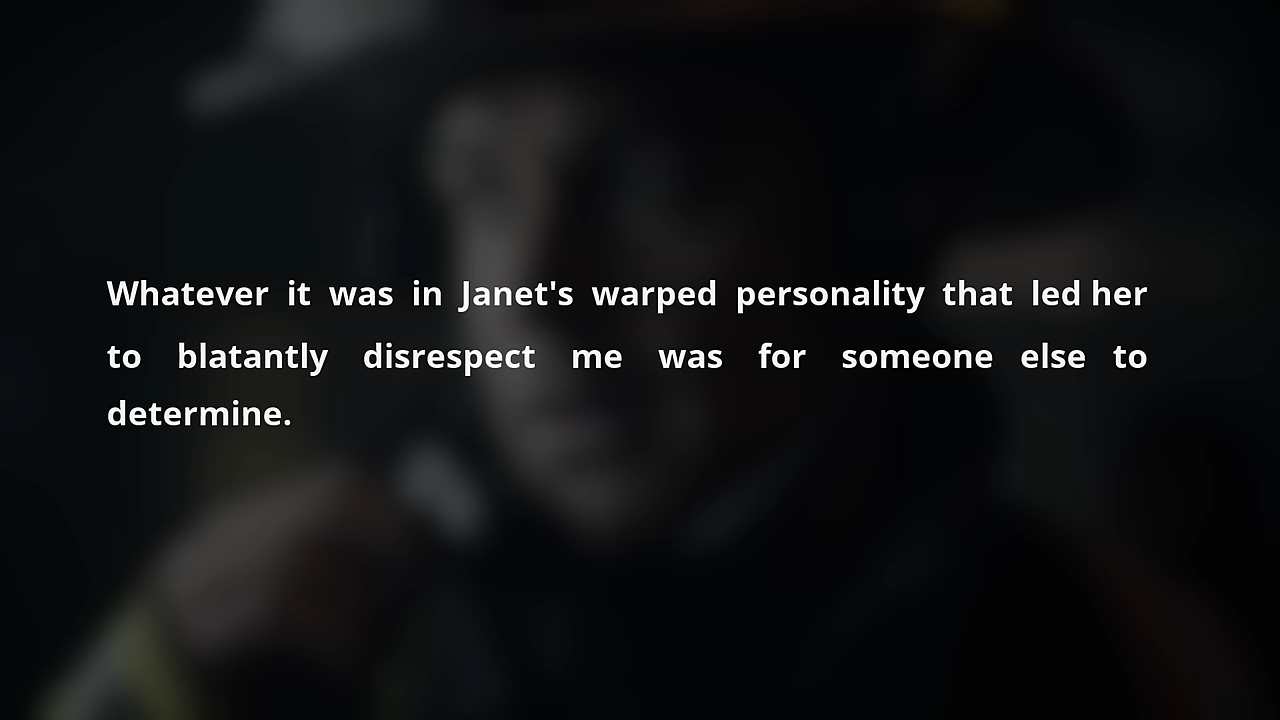 Whatever it was in Janet's warped personality that led her
to blatantly disrespect me was for someone else to
determine.